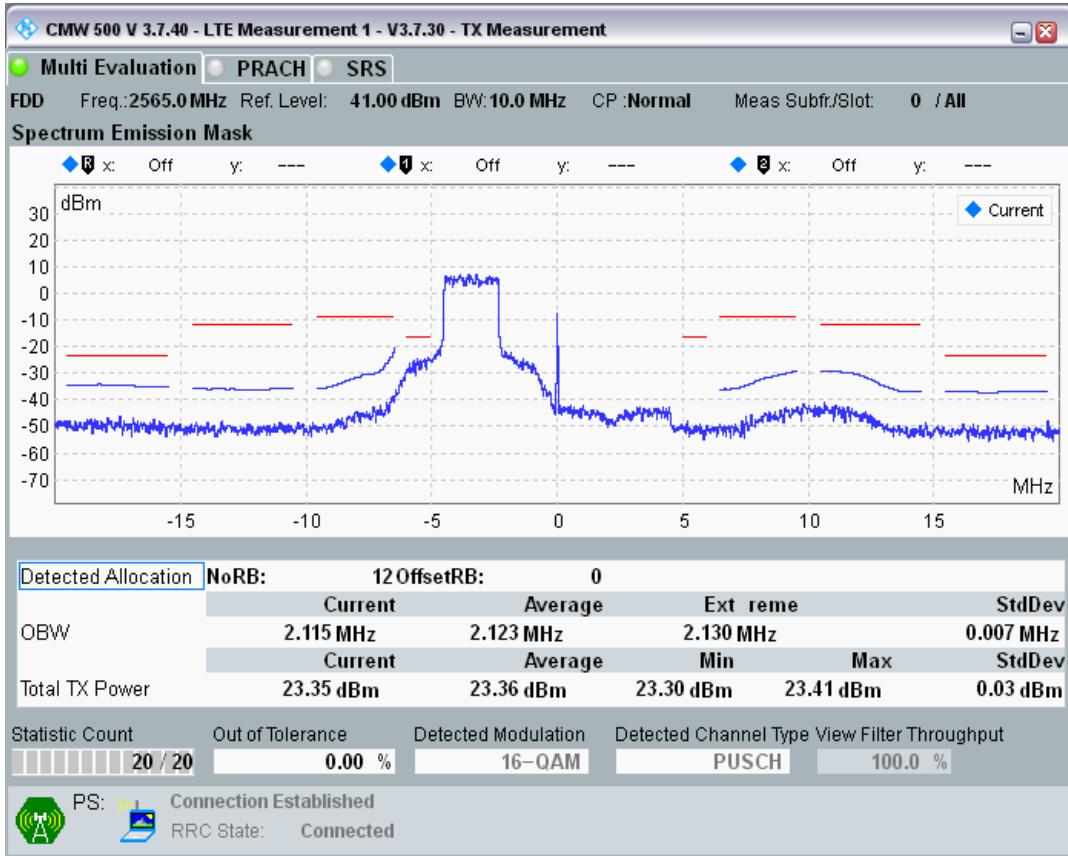 CMW 500 V 3.7.40 - LTE Measurement 1 - V3.7.30 - TX Measurement
Multi Evaluation PRACH SRS
FDD Freq.:2565.0 MHz Ref. Level: 41.00 dBm BW: 10.0 MHz CP :Normal Meas Subfr./Slot: 0 / All
Spectrum Emission Mask
R x: Off y: --- 1 x: Off y: --- 2 x: Off y: ---
dBm
Current
30
20
10
0
-10
-20
-30
-40
-50
-60
-70
MHz
-15 -10 -5 0 5 10 15
Detected Allocation NoRB: 12 OffsetRB: 0
Current Average Ext reme StdDev
OBW 2.115 MHz 2.123 MHz 2.130 MHz 0.007 MHz
Current Average Min Max StdDev
Total TX Power 23.35 dBm 23.36 dBm 23.30 dBm 23.41 dBm 0.03 dBm
Statistic Count Out of Tolerance Detected Modulation Detected Channel Type View Filter Throughput
20 / 20 0.00 % 16-QAM PUSCH 100.0 %
PS: Connection Established
RRC State: Connected